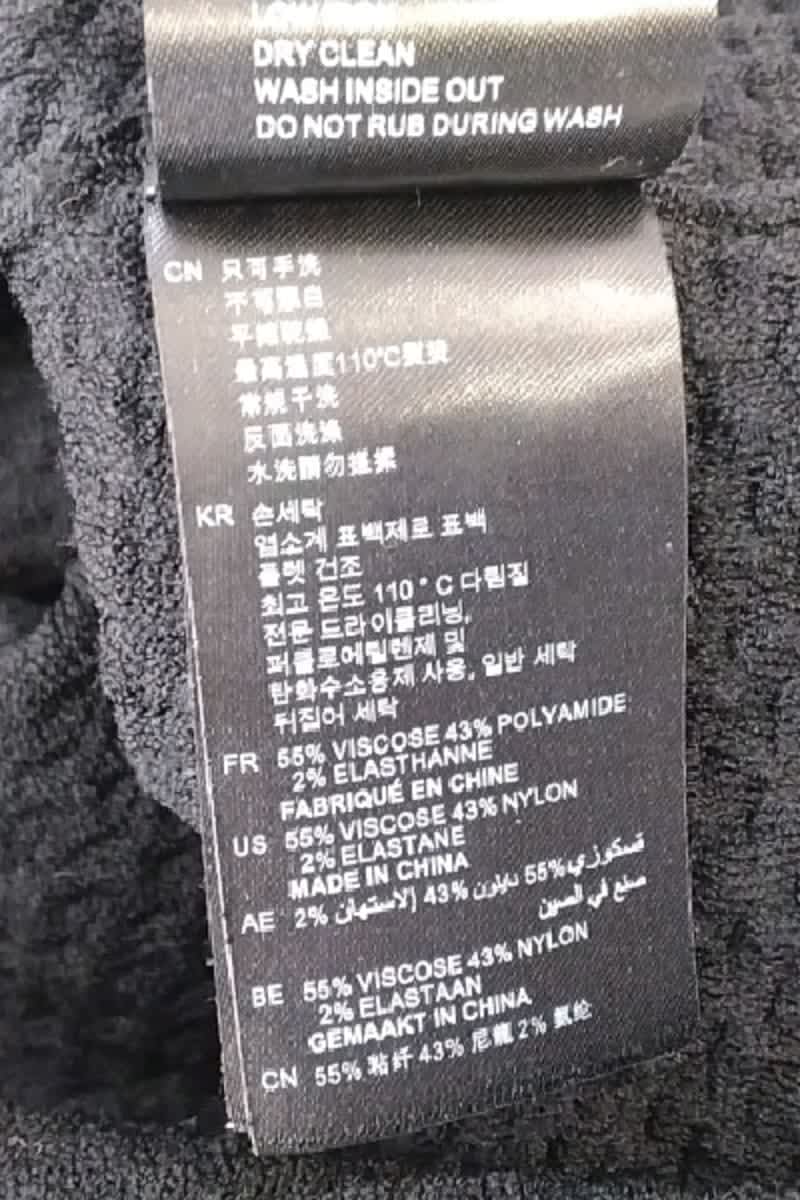 DRY CLEAN
WASH INSIDE OUT
DO NOT RUB DURING WASH
CN 只可手洗
不可漂白
平摊
最高温度110°C熨烫
常规干洗
反面洗涤
水洗請勿搓揉
KR 손세탁
염소계 표백제로 표백
플렛 건조
최고 온도 110 ° C 다림질
전문 드라이클리닝,
퍼클로에틸렌제 및
탄화수소용제 사용, 일반 세탁
뒤집어 세탁
FR 55% VISCOSE 43% POLYAMIDE
2% ELASTHANNE
FABRIQUÉ EN CHINE
US 55% VISCOSE 43% NYLON
2% ELASTANE
MADE IN CHINA
AE فسكوزي 55% نايلون 43% إلاستهان 2%
صنع في الصين
BE 55% VISCOSE 43% NYLON
2% ELASTAAN
GEMAAKT IN CHINA
CN 55% 粘纤 43% 尼龍 2% 氨纶